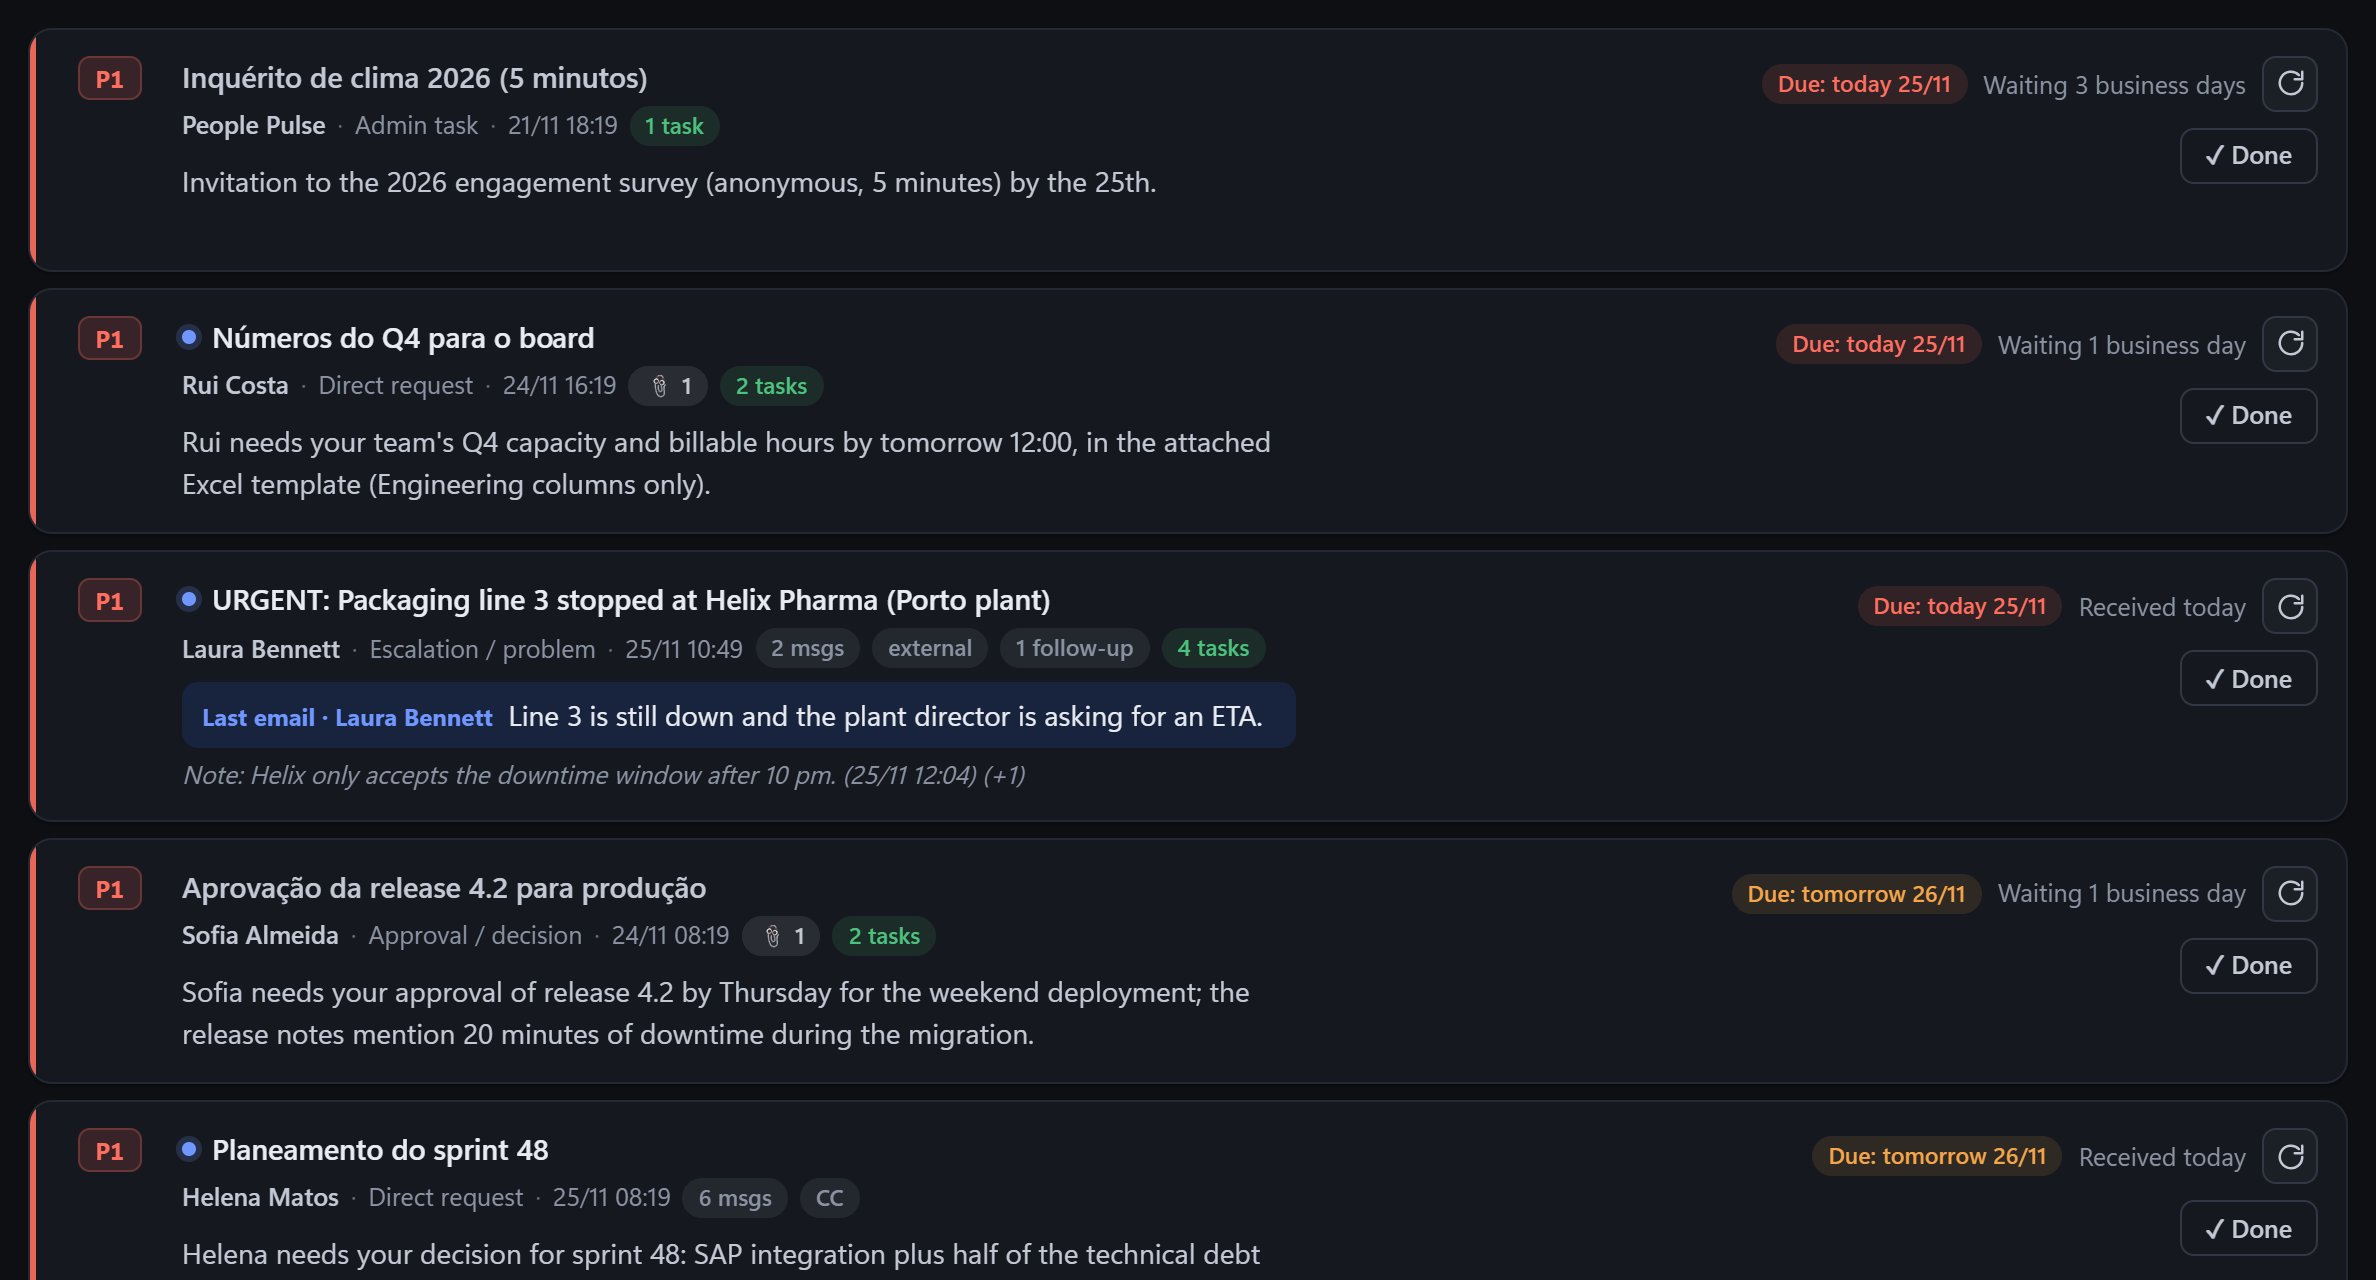 P1 Inquérito de clima 2026 (5 minutos) Due: today 25/11 Waiting 3 business days
People Pulse · Admin task · 21/11 18:19 1 task
✓ Done
Invitation to the 2026 engagement survey (anonymous, 5 minutes) by the 25th.
P1 Números do Q4 para o board Due: today 25/11 Waiting 1 business day
Rui Costa · Direct request · 24/11 16:19 1 2 tasks
✓ Done
Rui needs your team's Q4 capacity and billable hours by tomorrow 12:00, in the attached
Excel template (Engineering columns only).
P1 URGENT: Packaging line 3 stopped at Helix Pharma (Porto plant) Due: today 25/11 Received today
Laura Bennett · Escalation / problem · 25/11 10:49 2 msgs external 1 follow-up 4 tasks
✓ Done
Last email · Laura Bennett Line 3 is still down and the plant director is asking for an ETA.
Note: Helix only accepts the downtime window after 10 pm. (25/11 12:04) (+1)
P1 Aprovação da release 4.2 para produção Due: tomorrow 26/11 Waiting 1 business day
Sofia Almeida · Approval / decision · 24/11 08:19 1 2 tasks
✓ Done
Sofia needs your approval of release 4.2 by Thursday for the weekend deployment; the
release notes mention 20 minutes of downtime during the migration.
P1 Planeamento do sprint 48 Due: tomorrow 26/11 Received today
Helena Matos · Direct request · 25/11 08:19 6 msgs CC
✓ Done
Helena needs your decision for sprint 48: SAP integration plus half of the technical debt